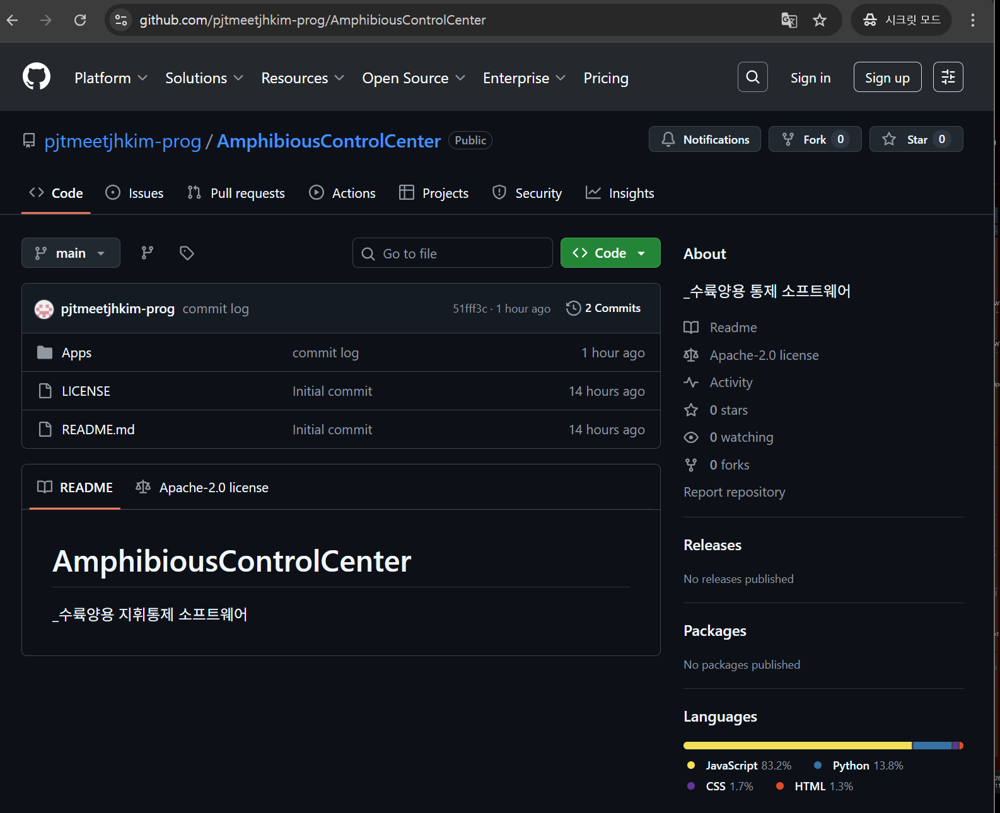 github.com/pjtmeetjhkim-prog/AmphibiousControlCenter
시크릿 모드
Platform Solutions Resources Open Source Enterprise Pricing Sign in Sign up
pjtmeetjhkim-prog / AmphibiousControlCenter Public
Notifications Fork 0 Star 0
Code Issues Pull requests Actions Projects Security Insights
main Go to file Code
pjtmeetjhkim-prog commit log 51fff3c · 1 hour ago 2 Commits
Apps commit log 1 hour ago
LICENSE Initial commit 14 hours ago
README.md Initial commit 14 hours ago
README Apache-2.0 license
AmphibiousControlCenter
_수륙양용 지휘통제 소프트웨어
About
_수륙양용 통제 소프트웨어
Readme
Apache-2.0 license
Activity
0 stars
0 watching
0 forks
Report repository
Releases
No releases published
Packages
No packages published
Languages
JavaScript 83.2% Python 13.8%
CSS 1.7% HTML 1.3%